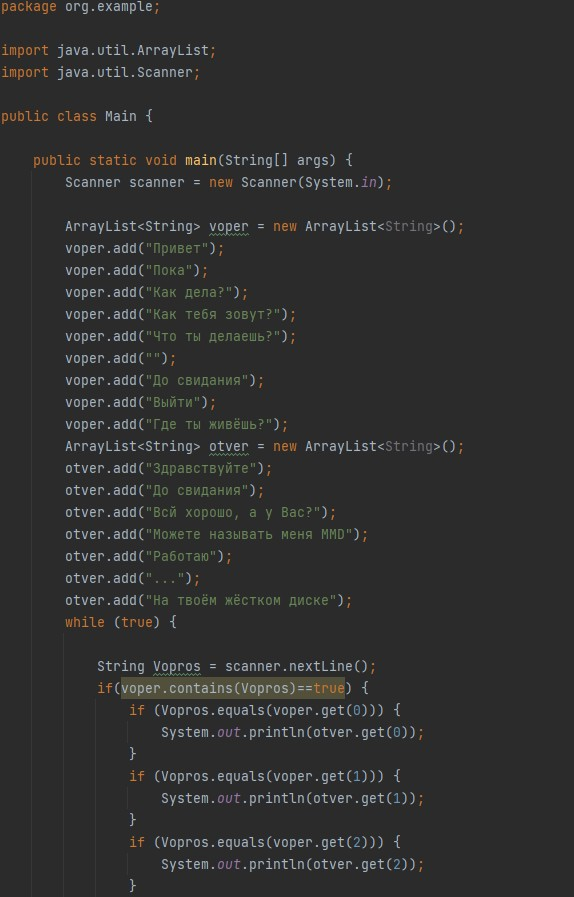 package org.example;
import java.util.ArrayList;
import java.util.Scanner;
public class Main {
public static void main(String[] args) {
Scanner scanner = new Scanner(System.in);
ArrayList<String> voper = new ArrayList<String>();
voper.add("Привет");
voper.add("Пока");
voper.add("Как дела?");
voper.add("Как тебя зовут?");
voper.add("Что ты делаешь?");
voper.add("");
voper.add("До свидания");
voper.add("Выйти");
voper.add("Где ты живёшь?");
ArrayList<String> otver = new ArrayList<String>();
otver.add("Здравствуйте");
otver.add("До свидания");
otver.add("Всй хорошо, а у Вас?");
otver.add("Можете называть меня MMD");
otver.add("Работаю");
otver.add("...");
otver.add("На твоём жёстком диске");
while (true) {
String Vopros = scanner.nextLine();
if(voper.contains(Vopros)==true) {
if (Vopros.equals(voper.get(0))) {
System.out.println(otver.get(0));
}
if (Vopros.equals(voper.get(1))) {
System.out.println(otver.get(1));
}
if (Vopros.equals(voper.get(2))) {
System.out.println(otver.get(2));
}